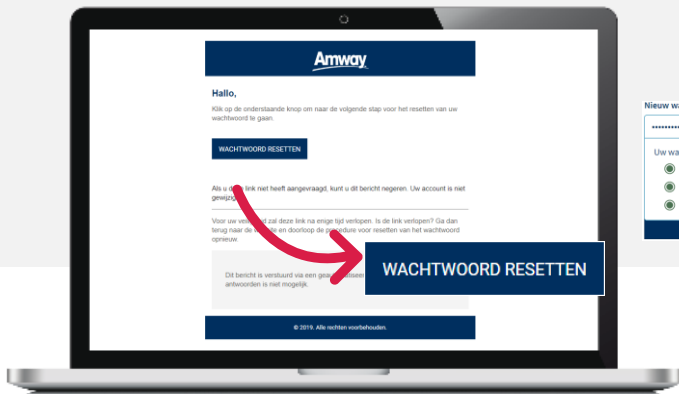 Amway
Hallo,
Klik op de onderstaande knop om naar de volgende stap voor het resetten van uw
wachtwoord te gaan.
WACHTWOORD RESETTEN
Als u de link niet heeft aangevraagd, kunt u dit bericht negeren. Uw account is niet
Voor uw zal deze link na enige tijd verlopen. Is de link verlopen? Ga dan
terug naar de en doorloop de procedure voor resetten van het wachtwoord
opnieuw.
WACHTWOORD RESETTEN
Dit bericht is verstuurd via een
antwoorden is niet mogelijk.
© 2019. Alle rechten voorbehouden.
Nieuw wa
Uw wa